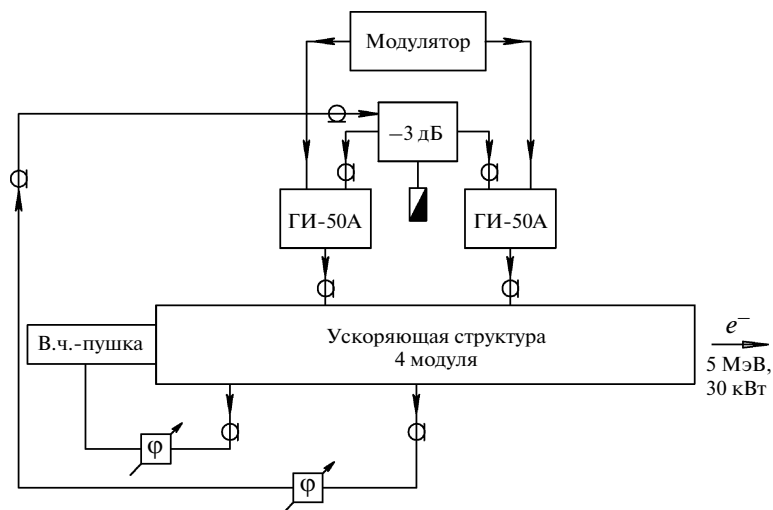 Модулятор
−3 дБ
ГИ-50А
ГИ-50А
В.ч.-пушка
Ускоряющая структура
4 модуля
e−
5 МэВ,
30 кВт
φ
φ